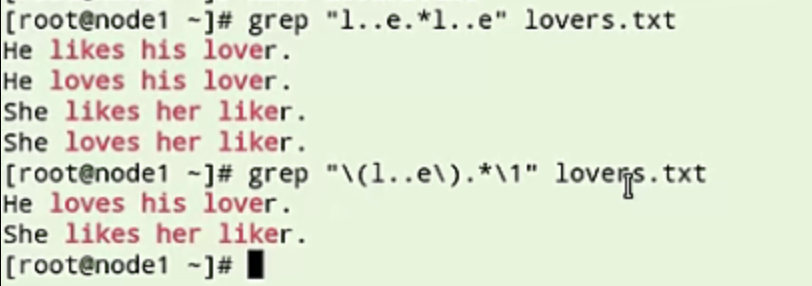 [root@node1 ~]# grep "l..e.*l..e" lovers.txt
He likes his lover.
He loves his lover.
She likes her liker.
She loves her liker.
[root@node1 ~]# grep "\(l..e\).*\1" lovers.txt
He loves his lover.
She likes her liker.
[root@node1 ~]#